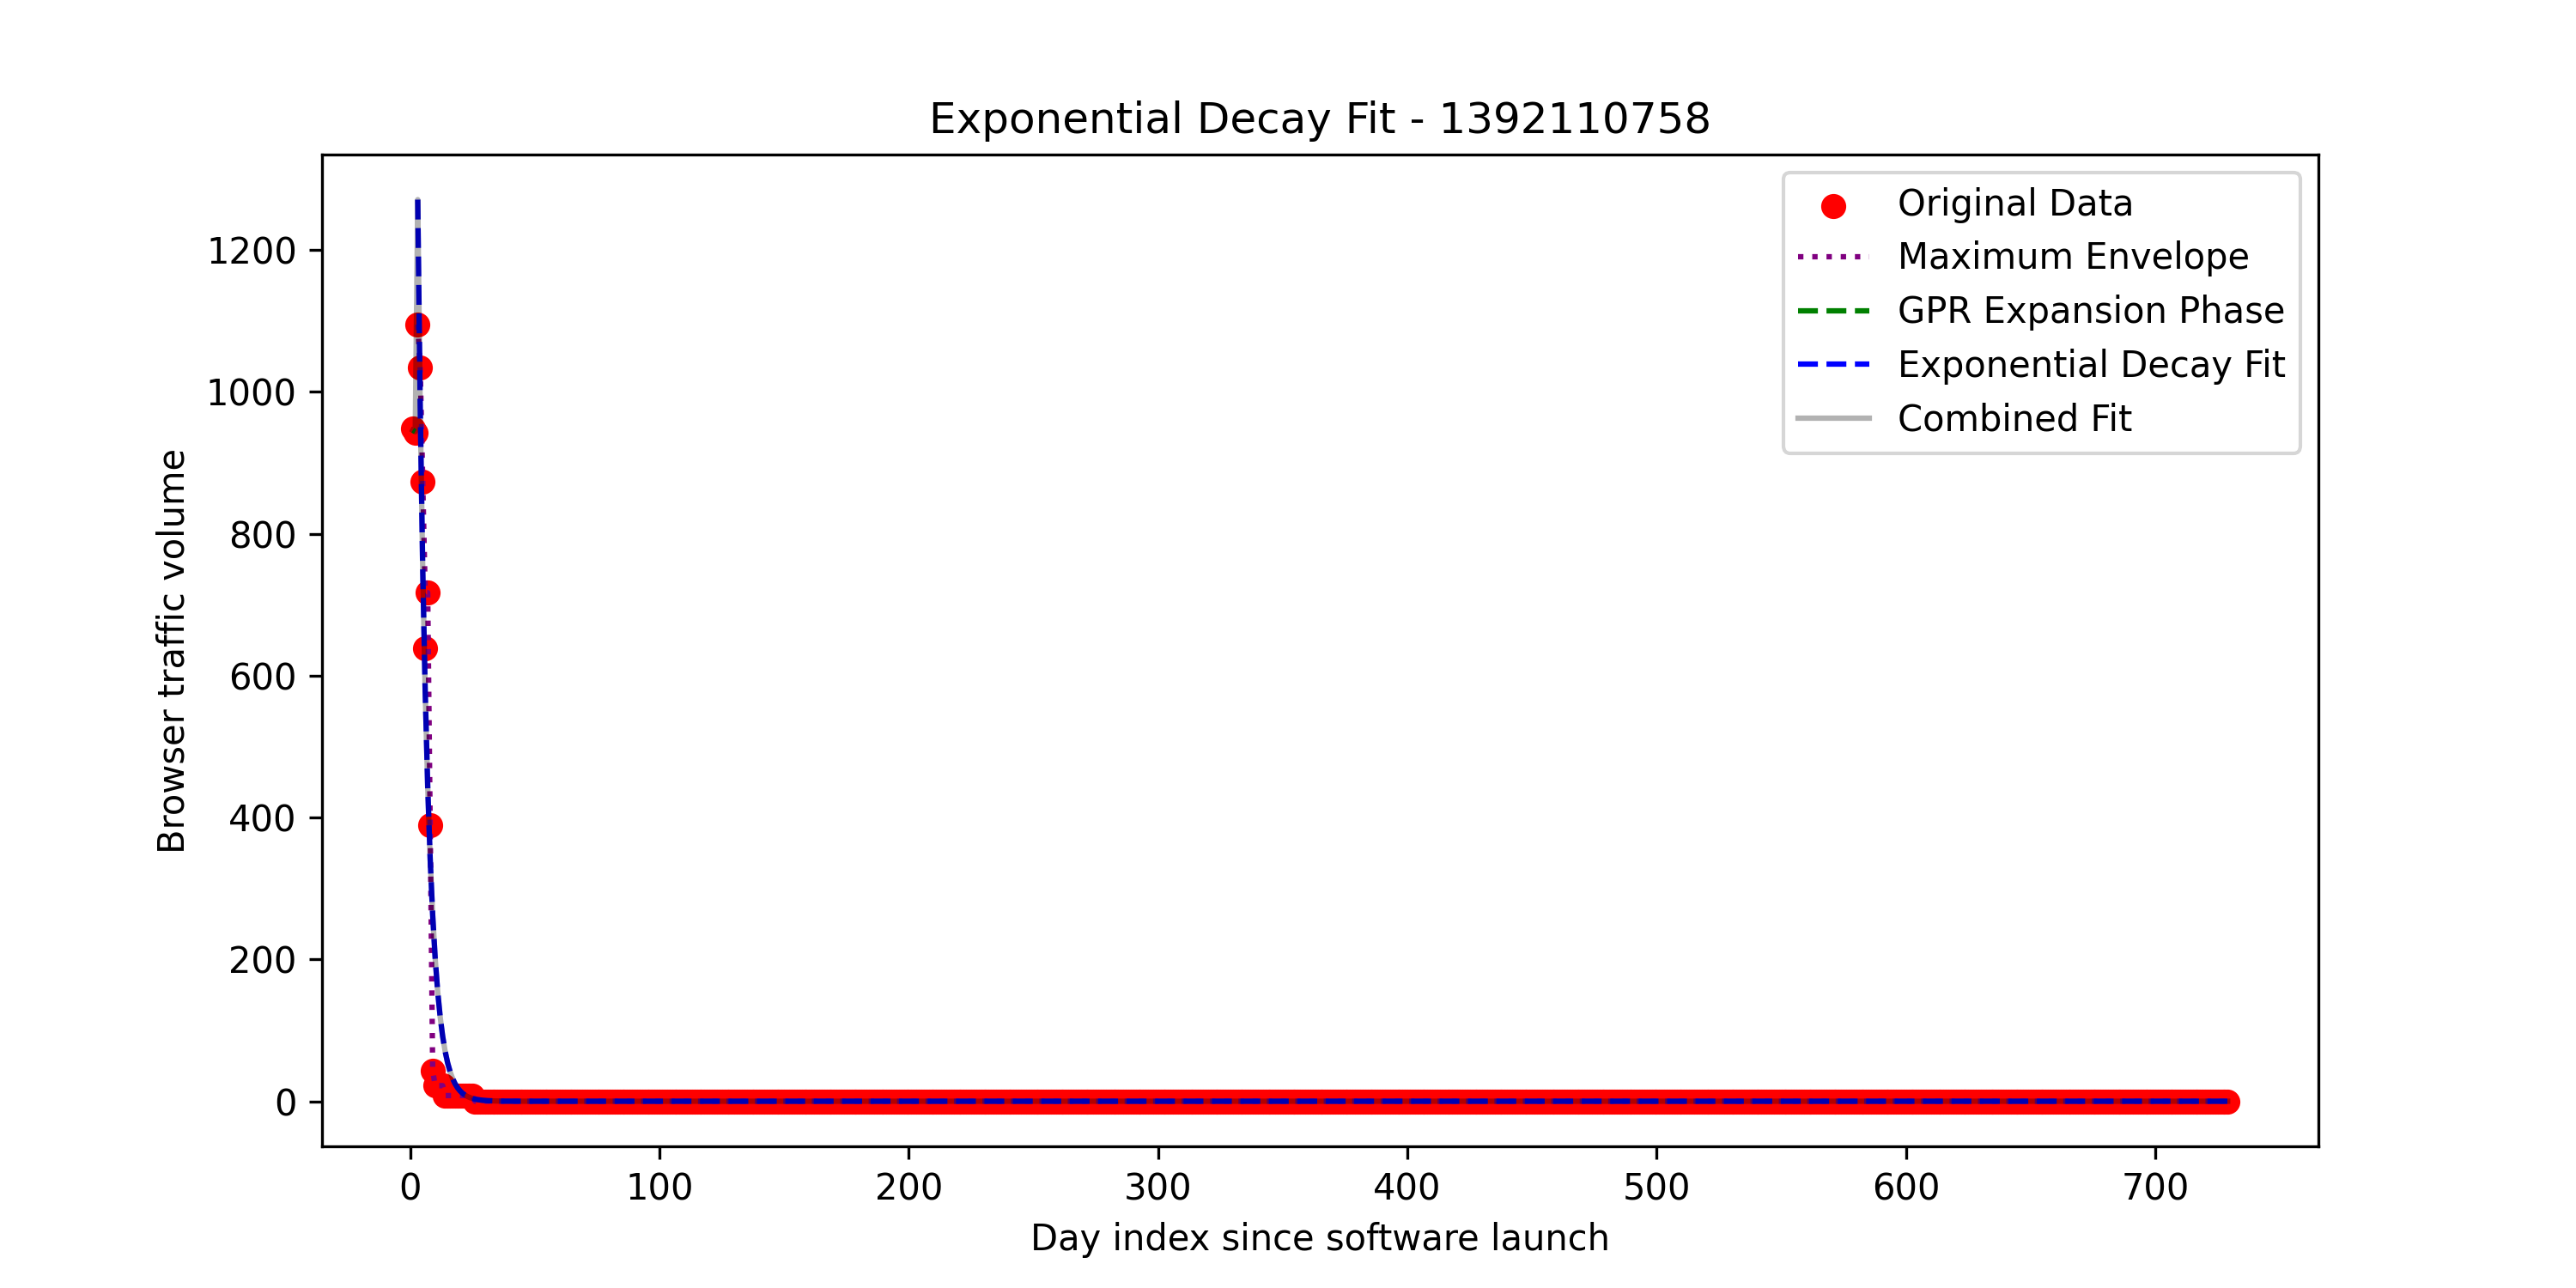 Exponential Decay Fit - 1392110758
Original Data
Maximum Envelope
GPR Expansion Phase
Exponential Decay Fit
Combined Fit
Browser traffic volume
1200
1000
800
600
400
200
0
0 100 200 300 400 500 600 700
Day index since software launch